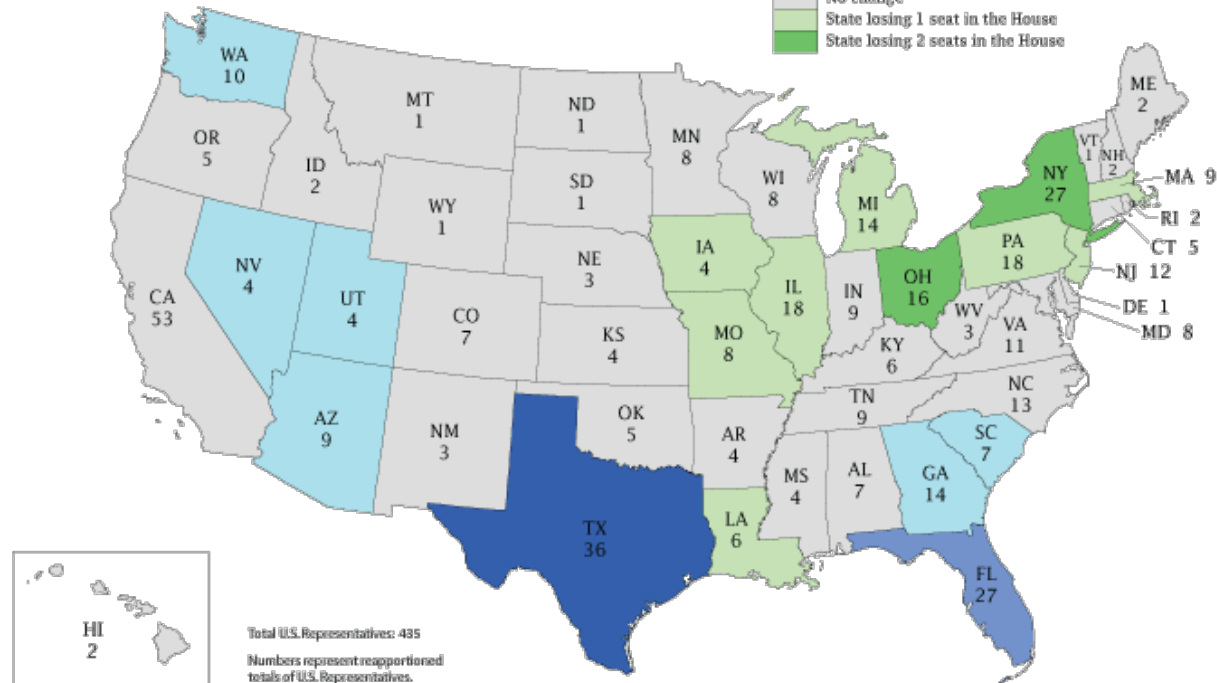 No change
State losing 1 seat in the House
State losing 2 seats in the House
WA
10
OR
5
ID
2
MT
1
ND
1
SD
1
MN
8
WI
8
MI
14
ME
2
VT
1
NH
2
NY
27
MA 9
RI 2
CT 5
NJ 12
DE 1
MD 8
PA
18
CA
53
NV
4
UT
4
WY
1
CO
7
NE
3
KS
4
IA
4
MO
8
IL
18
IN
9
OH
16
WV
3
VA
11
KY
6
NC
13
TN
9
SC
7
AZ
9
NM
3
OK
5
AR
4
MS
4
AL
7
GA
14
TX
36
LA
6
FL
27
HI
2
Total U.S. Representatives: 435
Numbers represent reapportioned
totals of U.S. Representatives.